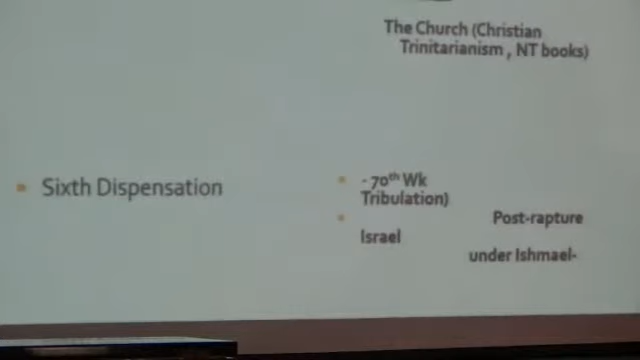 The Church (Christian
Trinitarianism , NT books)
Sixth Dispensation
- 70th Wk
Tribulation)
Post-rapture
Israel
under Ishmael-